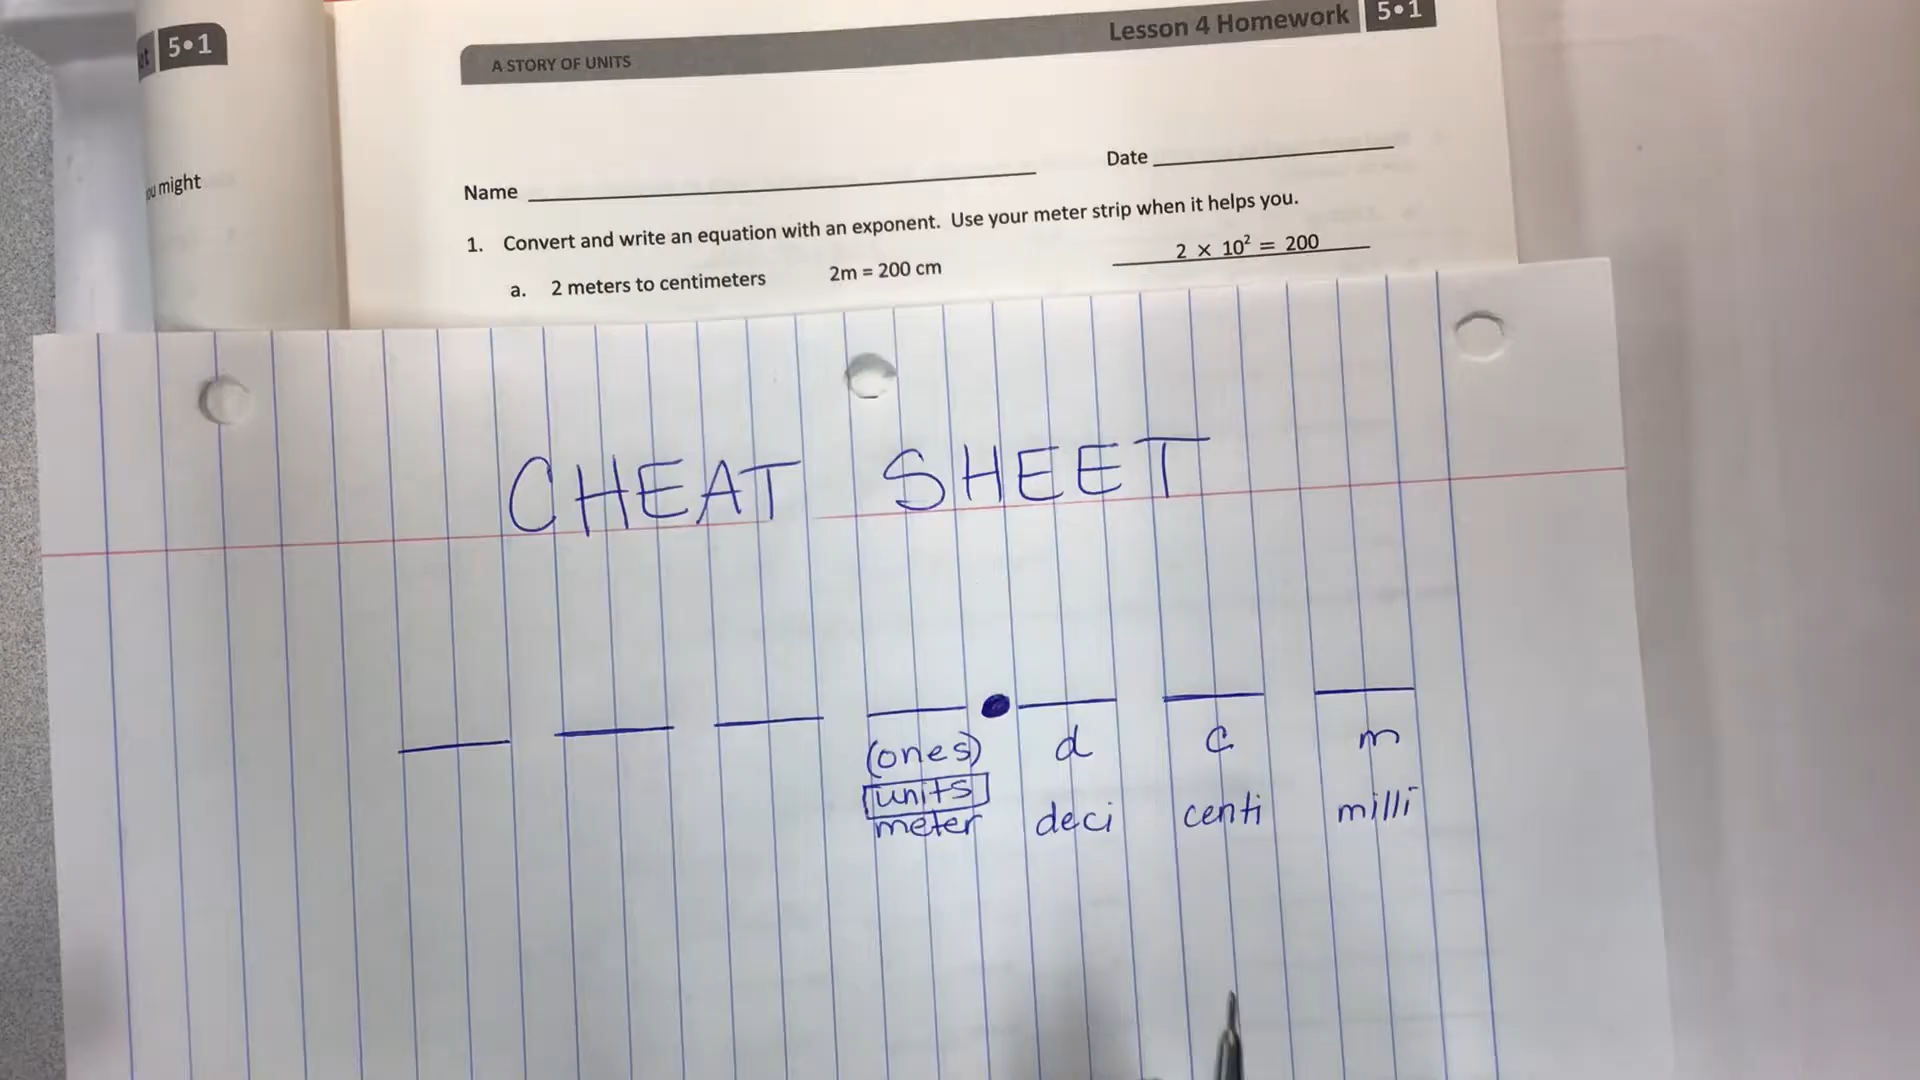 5•1
A STORY OF UNITS
Lesson 4 Homework 5•1
might
Name
Date
1. Convert and write an equation with an exponent. Use your meter strip when it helps you.
a. 2 meters to centimeters 2m = 200 cm 2 × 10² = 200
CHEAT SHEET
(ones) d c m
units
meter deci centi milli